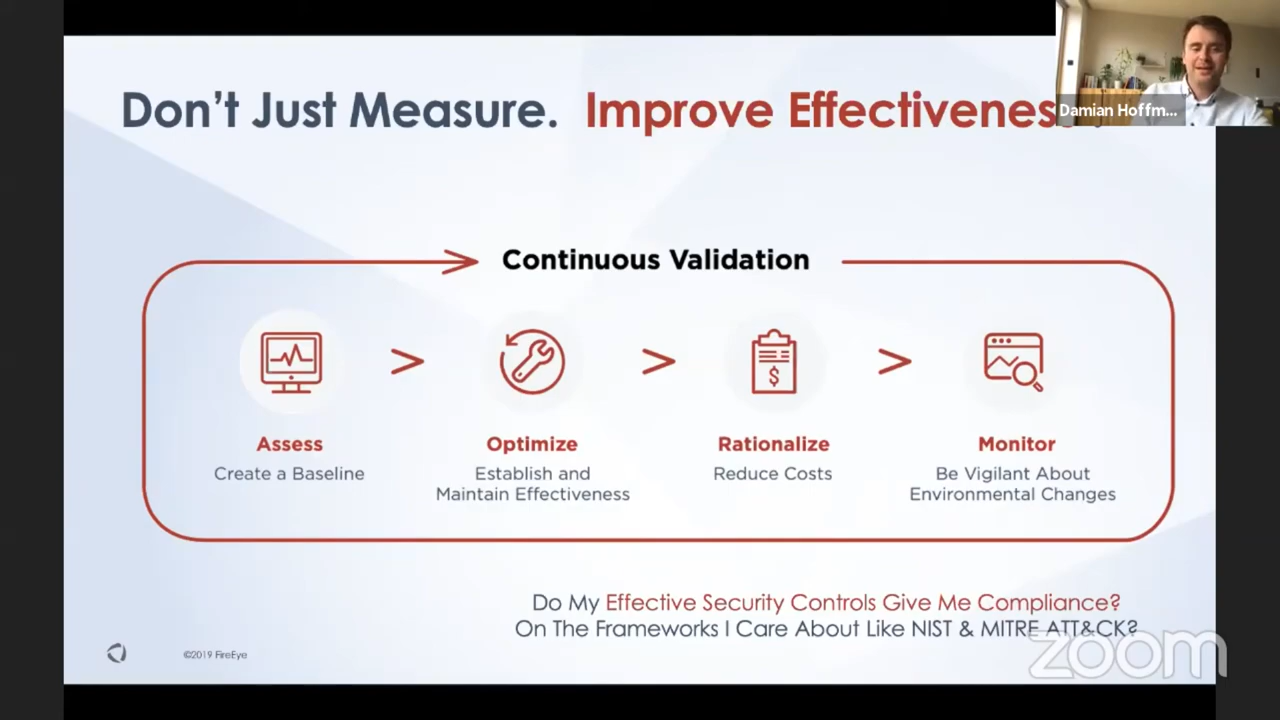 Don't Just Measure. Improve Effectiveness
Damian Hoffm...
Continuous Validation
> > >
Assess
Create a Baseline
Optimize
Establish and
Maintain Effectiveness
$
Rationalize
Reduce Costs
Monitor
Be Vigilant About
Environmental Changes
Do My Effective Security Controls Give Me Compliance?
On The Frameworks I Care About Like NIST & MITRE ATT&CK?
©2019 FireEye
zoom